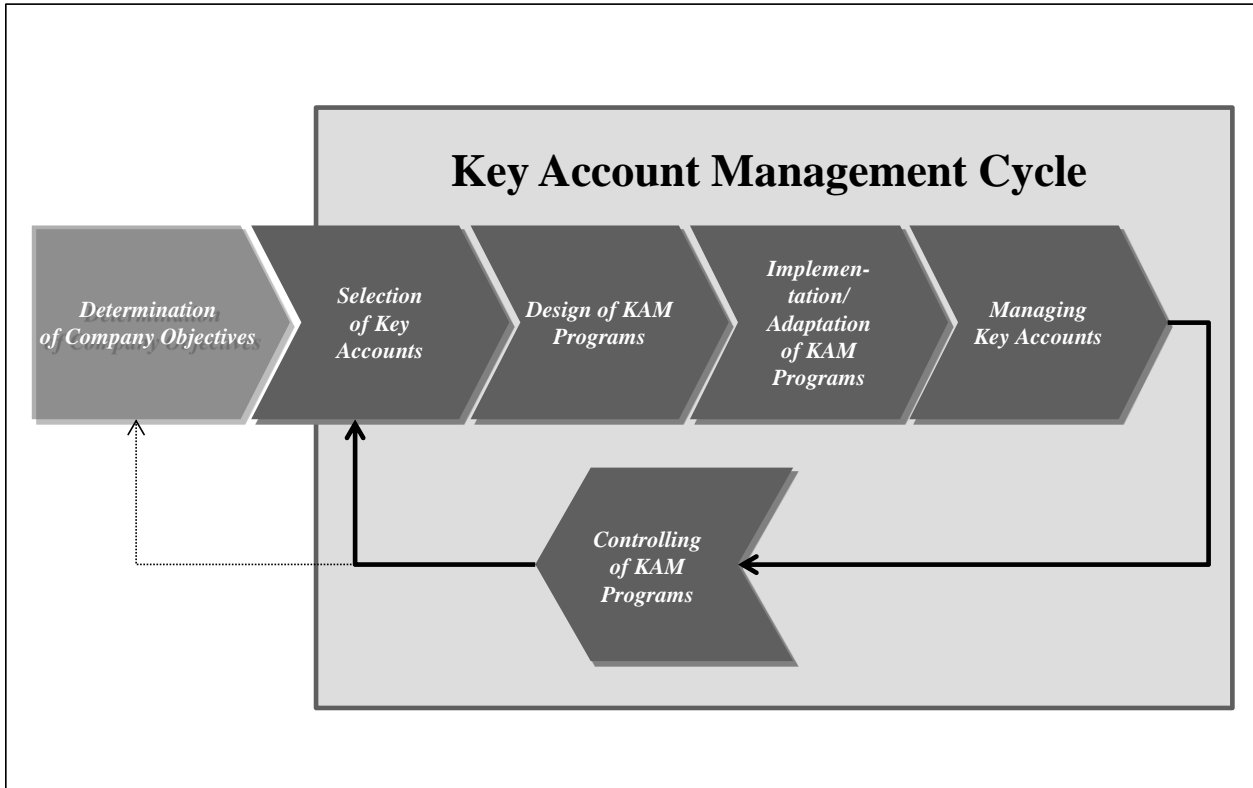 Key Account Management Cycle
Determination
of Company Objectives
Selection
of Key
Accounts
Design of KAM
Programs
Implemen-
tation/
Adaptation
of KAM
Programs
Managing
Key Accounts
Controlling
of KAM
Programs